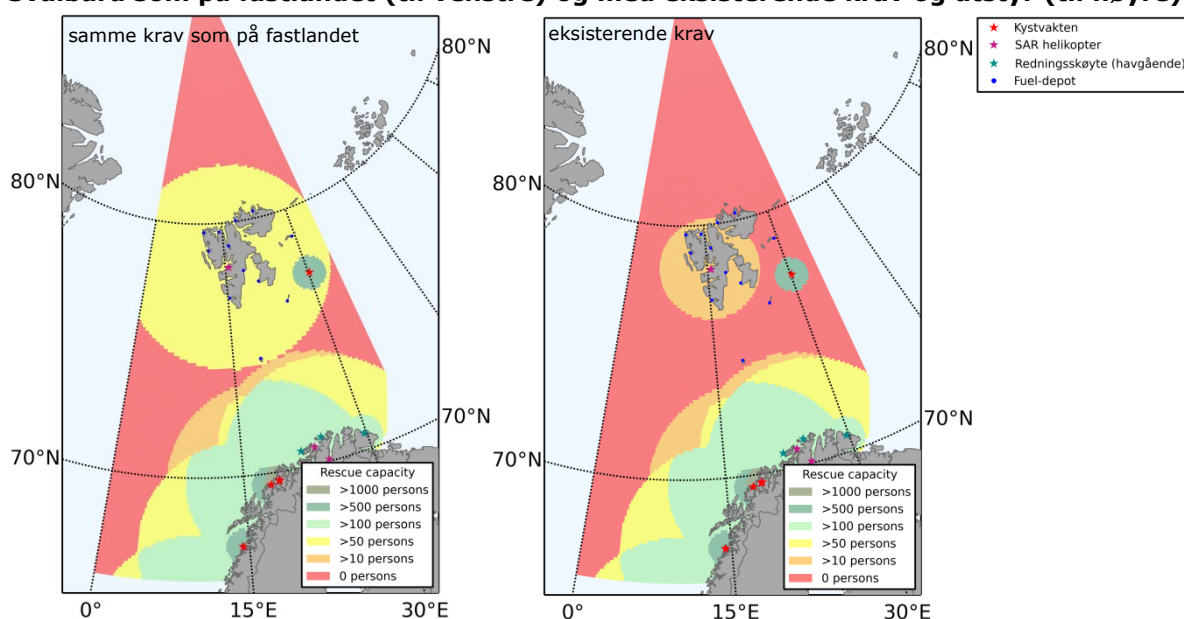 Svalbard som på fastlandet (til venstre) og med eksisterende krav og utstyr (til høyre)
samme krav som på fastlandet
80°N
80°N
70°N
70°N
Rescue capacity
>1000 persons
>500 persons
>100 persons
>50 persons
>10 persons
0 persons
0°
15°E
30°E
eksisterende krav
80°N
80°N
70°N
70°N
Rescue capacity
>1000 persons
>500 persons
>100 persons
>50 persons
>10 persons
0 persons
0°
15°E
30°E
Kystvakten
SAR helikopter
Redningsskøyte (havgående)
Fuel-depot